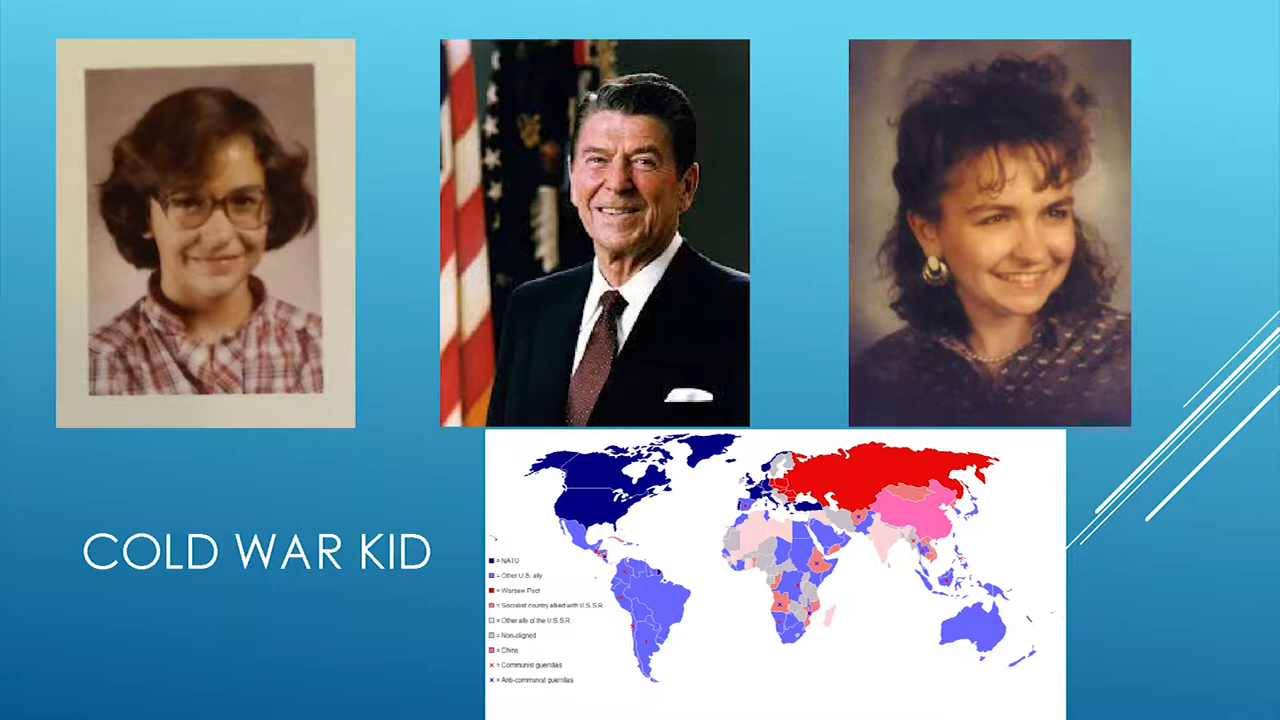 COLD WAR KID
= NATO
= Other U.S. ally
= Warsaw Pact
= Socialist country allied with U.S.S.R
= Other ally of the U.S.S.R
= Non-aligned
= China
× = Communist guerrillas
× = Anti-communist guerrillas